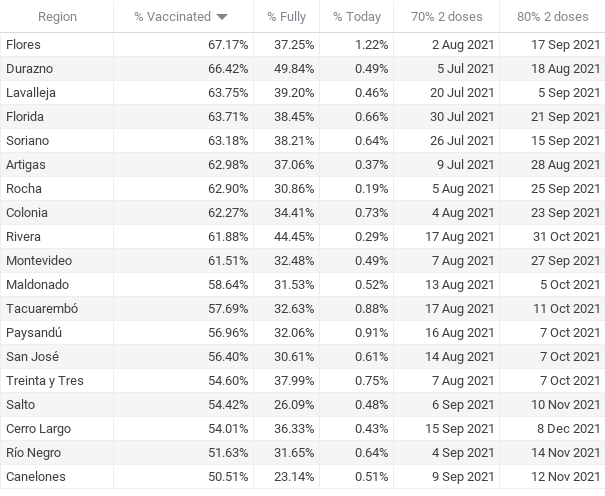 Region % Vaccinated % Fully % Today 70% 2 doses 80% 2 doses
Flores 67.17% 37.25% 1.22% 2 Aug 2021 17 Sep 2021
Durazno 66.42% 49.84% 0.49% 5 Jul 2021 18 Aug 2021
Lavalleja 63.75% 39.20% 0.46% 20 Jul 2021 5 Sep 2021
Florida 63.71% 38.45% 0.66% 30 Jul 2021 21 Sep 2021
Soriano 63.18% 38.21% 0.64% 26 Jul 2021 15 Sep 2021
Artigas 62.98% 37.06% 0.37% 9 Jul 2021 28 Aug 2021
Rocha 62.90% 30.86% 0.19% 5 Aug 2021 25 Sep 2021
Colonia 62.27% 34.41% 0.73% 4 Aug 2021 23 Sep 2021
Rivera 61.88% 44.45% 0.29% 17 Aug 2021 31 Oct 2021
Montevideo 61.51% 32.48% 0.49% 7 Aug 2021 27 Sep 2021
Maldonado 58.64% 31.53% 0.52% 13 Aug 2021 5 Oct 2021
Tacuarembó 57.69% 32.63% 0.88% 17 Aug 2021 11 Oct 2021
Paysandú 56.96% 32.06% 0.91% 16 Aug 2021 7 Oct 2021
San José 56.40% 30.61% 0.61% 14 Aug 2021 7 Oct 2021
Treinta y Tres 54.60% 37.99% 0.75% 7 Aug 2021 7 Oct 2021
Salto 54.42% 26.09% 0.48% 6 Sep 2021 10 Nov 2021
Cerro Largo 54.01% 36.33% 0.43% 15 Sep 2021 8 Dec 2021
Río Negro 51.63% 31.65% 0.64% 4 Sep 2021 14 Nov 2021
Canelones 50.51% 23.14% 0.51% 9 Sep 2021 12 Nov 2021